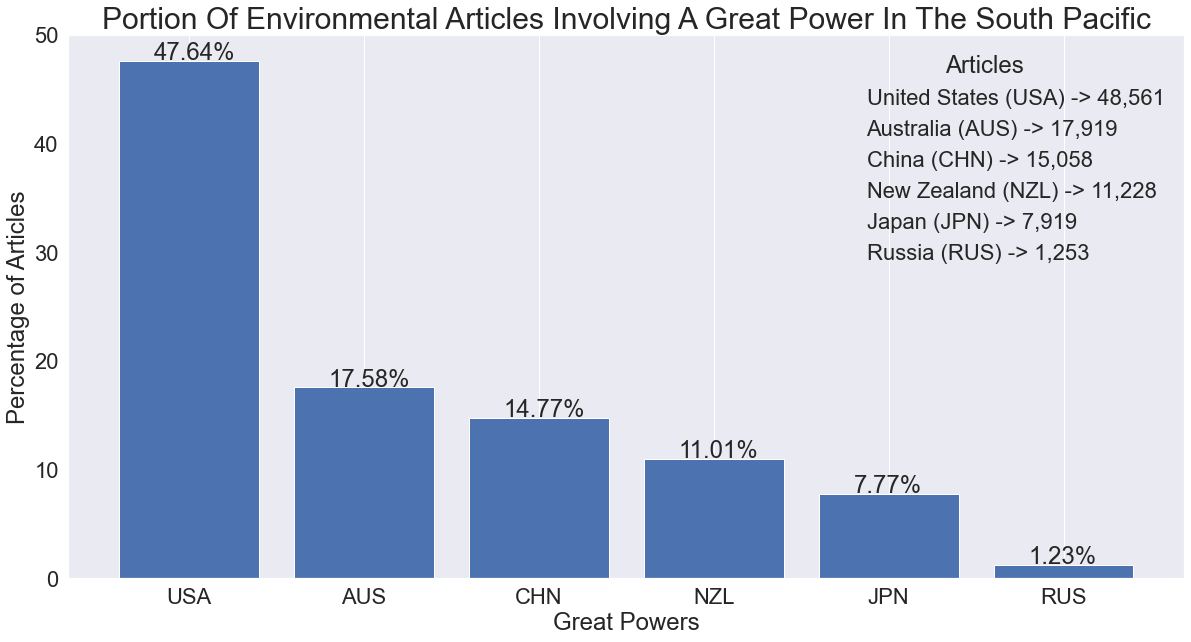 Portion Of Environmental Articles Involving A Great Power In The South Pacific
Percentage of Articles
50
40
30
20
10
0
47.64%
17.58%
14.77%
11.01%
7.77%
1.23%
Articles
United States (USA) -> 48,561
Australia (AUS) -> 17,919
China (CHN) -> 15,058
New Zealand (NZL) -> 11,228
Japan (JPN) -> 7,919
Russia (RUS) -> 1,253
USA AUS CHN NZL JPN RUS
Great Powers